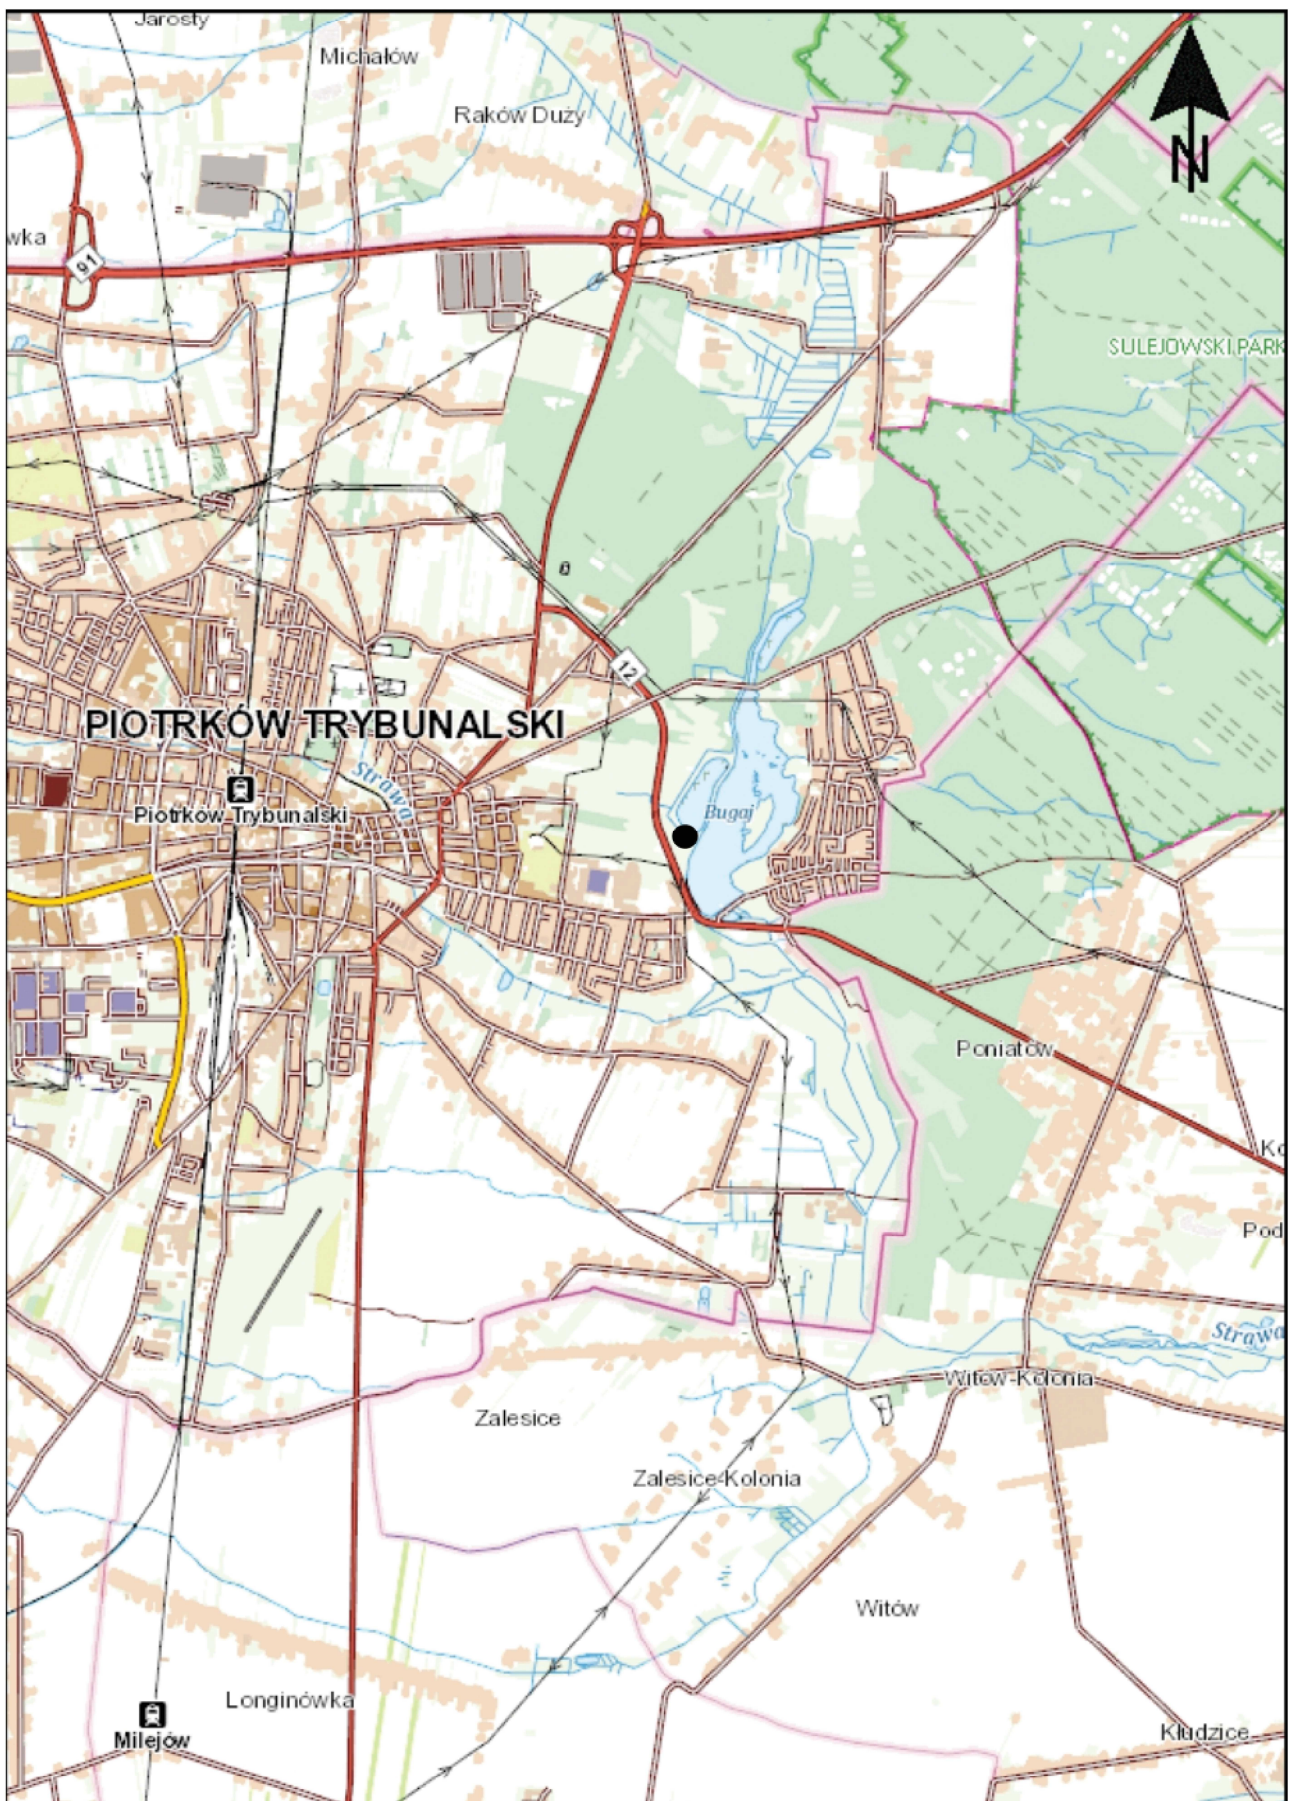 Jarosty
Michałów
Raków Duży
N
wka
91
SULEJOWSKI PARK
12
PIOTRKÓW TRYBUNALSKI
Strawa
Piotrków Trybunalski
Bugaj
Poniatów
Ko
Pod
Strawa
Witów-Kolonia
Zalesice
Zalesice-Kolonia
Witów
Longinówka
Milejów
Kłudzice